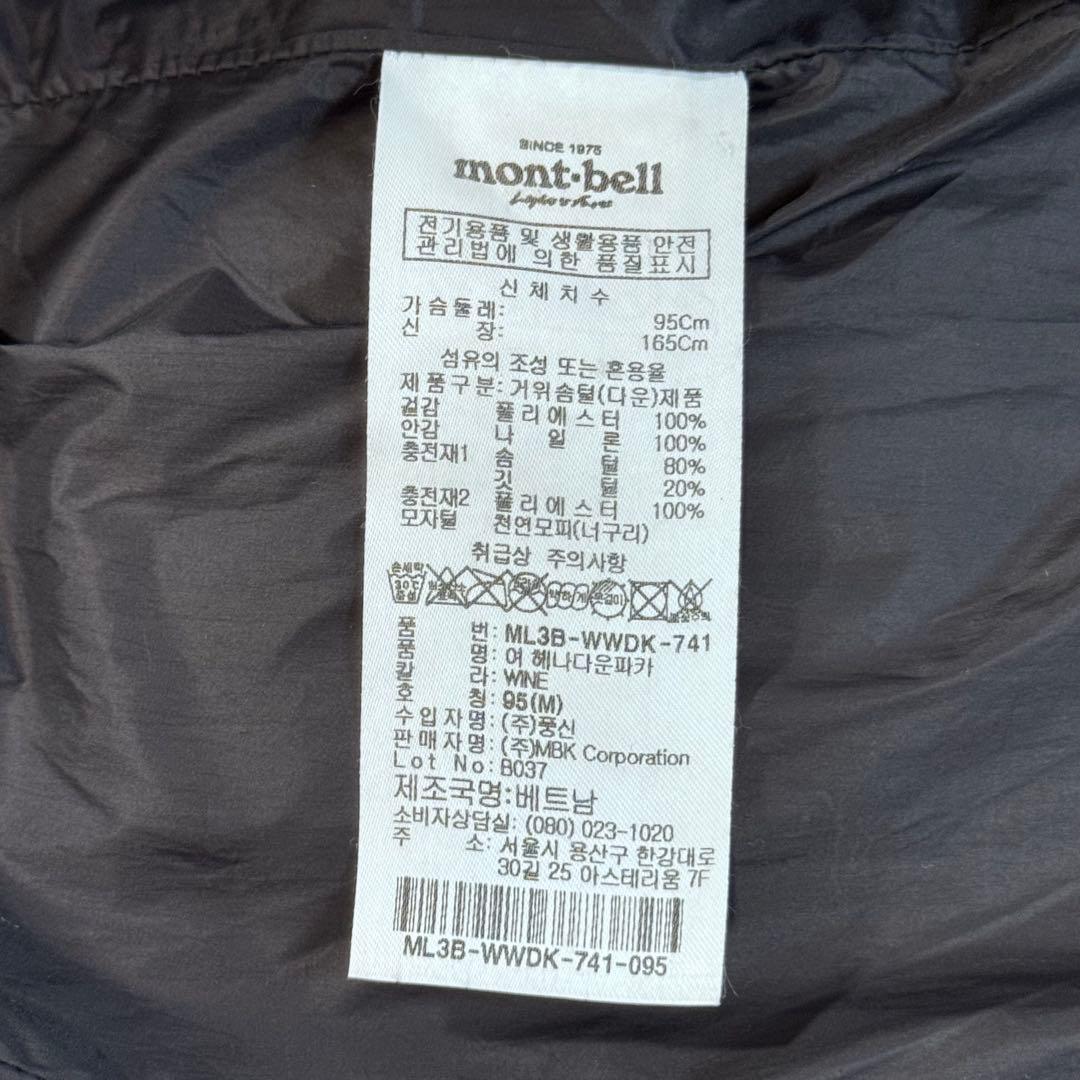 SINCE 1975
mont·bell
전기용품 및 생활용품 안전
관리법에 의한 품질표시
신체치수
가슴둘레: 95Cm
신 장: 165Cm
섬유의 조성 또는 혼용율
제품구분: 거위솜털(다운)제품
겉감 폴리에스터 100%
안감 나일론 100%
충전재1 솜털 80%
깃털 20%
충전재2 폴리에스터 100%
모자털 천연모피(너구리)
취급상 주의사항
손세탁
30℃
중성
품 번: ML3B-WWDK-741
품 명: 여 헤나다운파카
칼 라: WINE
호 칭: 95(M)
수입자명: (주)풍신
판매자명: (주)MBK Corporation
Lot No: B037
제조국명:베트남
소비자상담실: (080) 023-1020
주 소: 서울시 용산구 한강대로
30길 25 아스테리움 7F
ML3B-WWDK-741-095